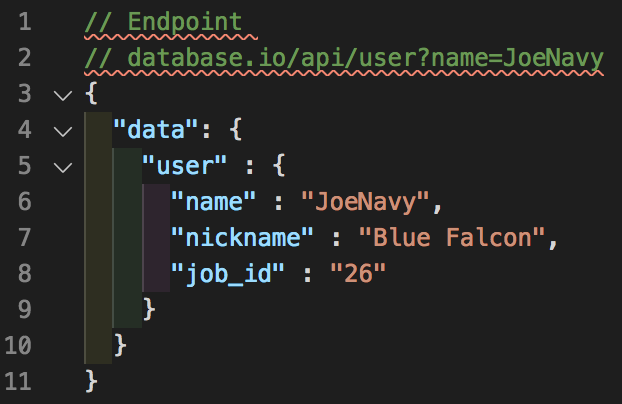 1 // Endpoint
2 // database.io/api/user?name=JoeNavy
3 {
4 "data": {
5 "user" : {
6 "name" : "JoeNavy",
7 "nickname" : "Blue Falcon",
8 "job_id" : "26"
9 }
10 }
11 }